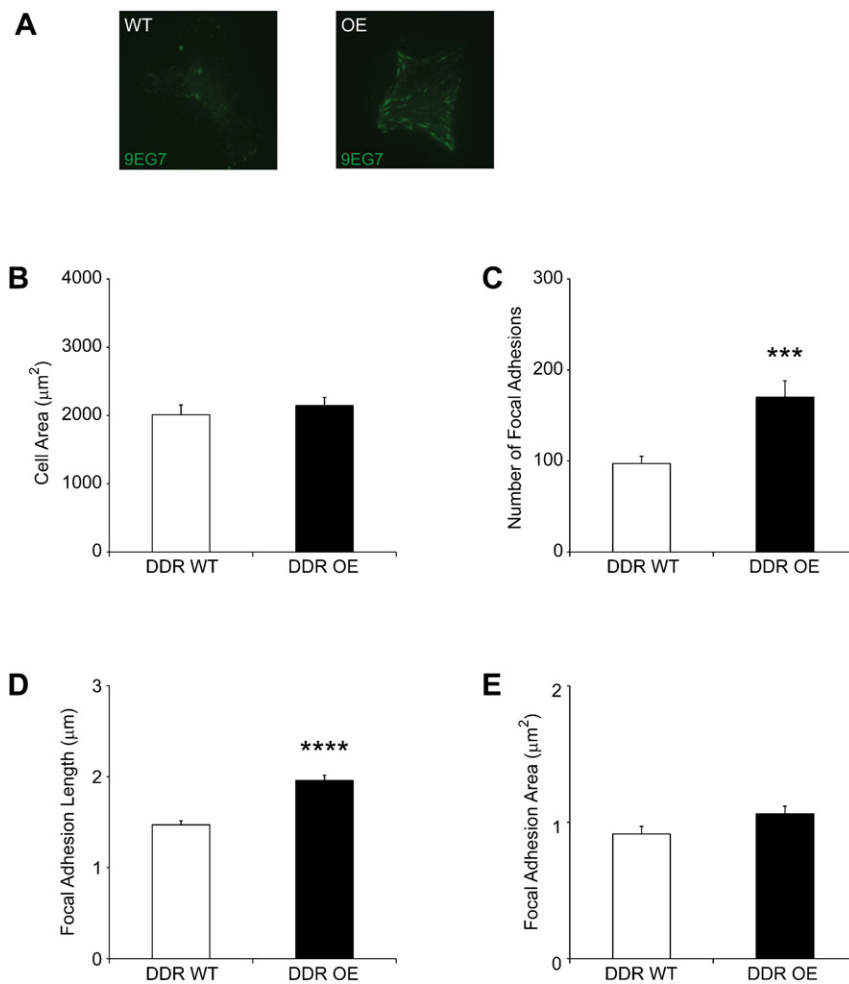 A
WT
9EG7
OE
9EG7
B
Cell Area (μm²)
4000
3000
2000
1000
0
DDR WT
DDR OE
C
Number of Focal Adhesions
300
200
100
0
***
DDR WT
DDR OE
D
Focal Adhesion Length (μm)
3
2
1
0
****
DDR WT
DDR OE
E
Focal Adhesion Area (μm²)
2
1
0
DDR WT
DDR OE